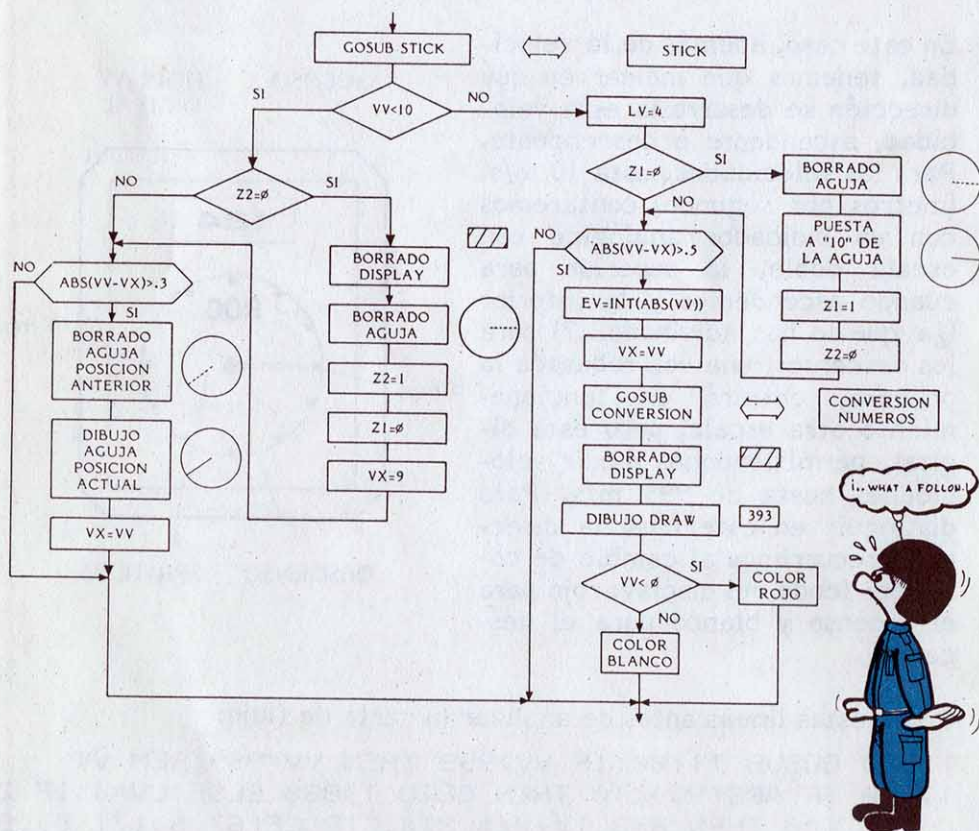 GOSUB STICK
STICK
SI
VV<10
NO
LV=4
NO
Z2=ø
SI
Z1=ø
SI
BORRADO
AGUJA
NO
NO
ABS(VV-VX)>.3
SI
BORRADO
AGUJA
POSICION
ANTERIOR
DIBUJO
AGUJA
POSICION
ACTUAL
VX=VV
BORRADO
DISPLAY
BORRADO
AGUJA
Z2=1
Z1=ø
VX=9
NO
ABS(VV-VX)>.5
SI
EV=INT(ABS(VV))
VX=VV
GOSUB
CONVERSION
BORRADO
DISPLAY
DIBUJO DRAW
393
VV<ø
SI
COLOR
ROJO
NO
COLOR
BLANCO
PUESTA
A "10" DE
LA AGUJA
Z1=1
Z2=ø
CONVERSION
NUMEROS
¡..WHAT A FOLLOW.!